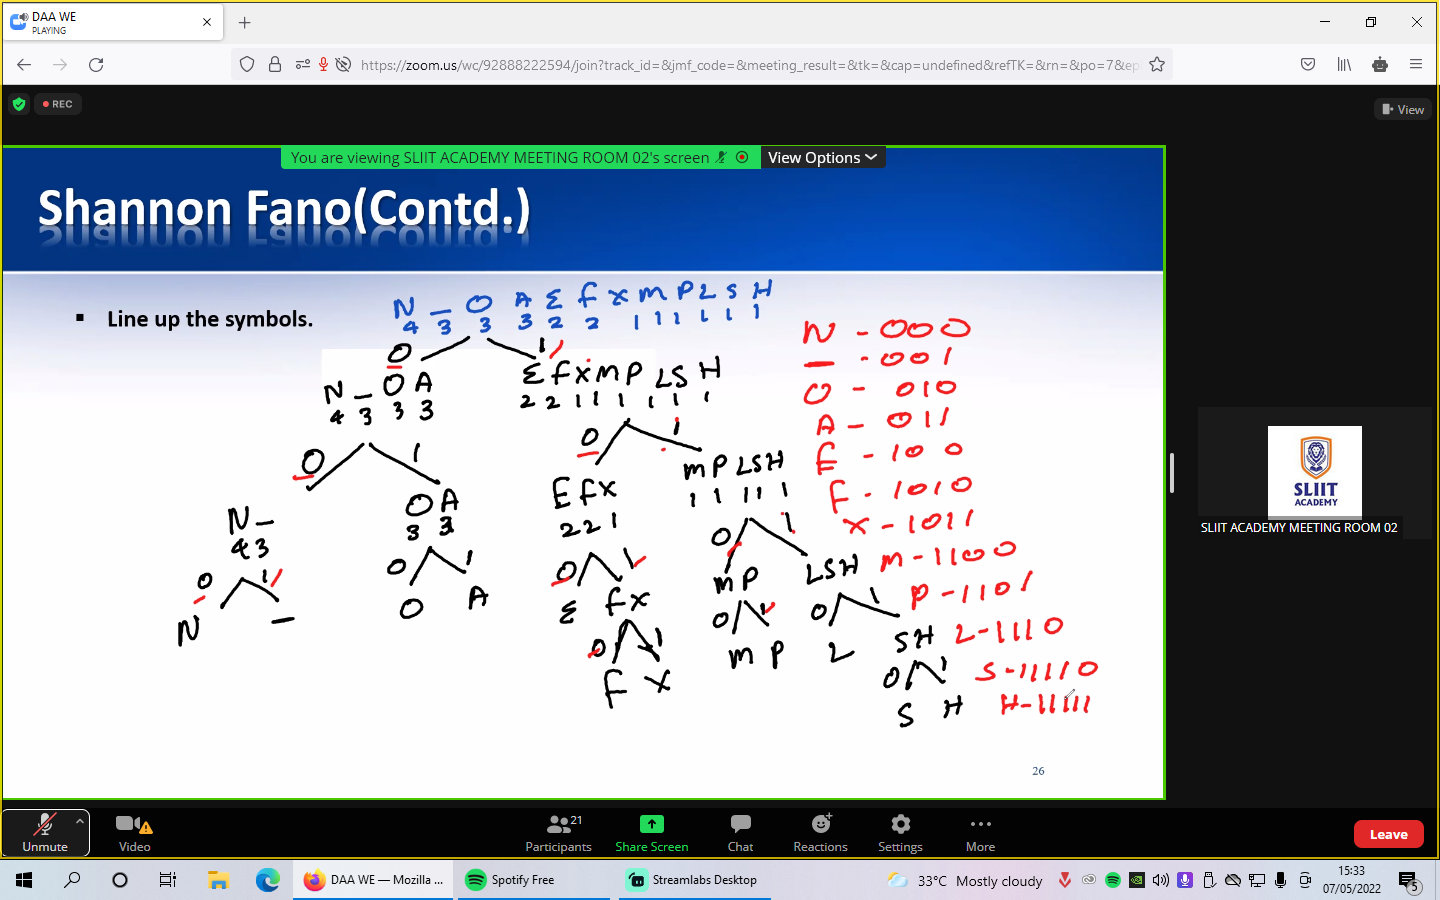 DAA WE
PLAYING
https://zoom.us/wc/92888222594/join?track_id=&jmf_code=&meeting_result=&tk=&cap=undefined&refTK=&rn=&po=7&ep
REC
View
You are viewing SLIIT ACADEMY MEETING ROOM 02's screen
View Options
Shannon Fano(Contd.)
Line up the symbols.
N _ O A E F X M P L S H
4 3 3 3 2 2 1 1 1 1 1 1
0 1
N _ O A
4 3 3 3
E F X M P L S H
2 2 1 1 1 1 1 1
0 1
0 1
N _
4 3
O A
3 3
E F X
2 2 1
M P L S H
1 1 1 1 1
0 1
0 1
0 1
0 1
N _
O A
E F X
M P
L S H
0 1
0 1
0 1
F X
M P
L
S H
0 1
S H
N - 000
_ - 001
O - 010
A - 011
E - 100
F - 1010
X - 1011
M - 1100
P - 1101
L - 1110
S - 11110
H - 11111
26
SLIIT
ACADEMY
SLIIT ACADEMY MEETING ROOM 02
Unmute
Video
Participants
21
Share Screen
Chat
Reactions
Settings
More
Leave
DAA WE — Mozilla ...
Spotify Free
Streamlabs Desktop
33°C Mostly cloudy
15:33
07/05/2022
5